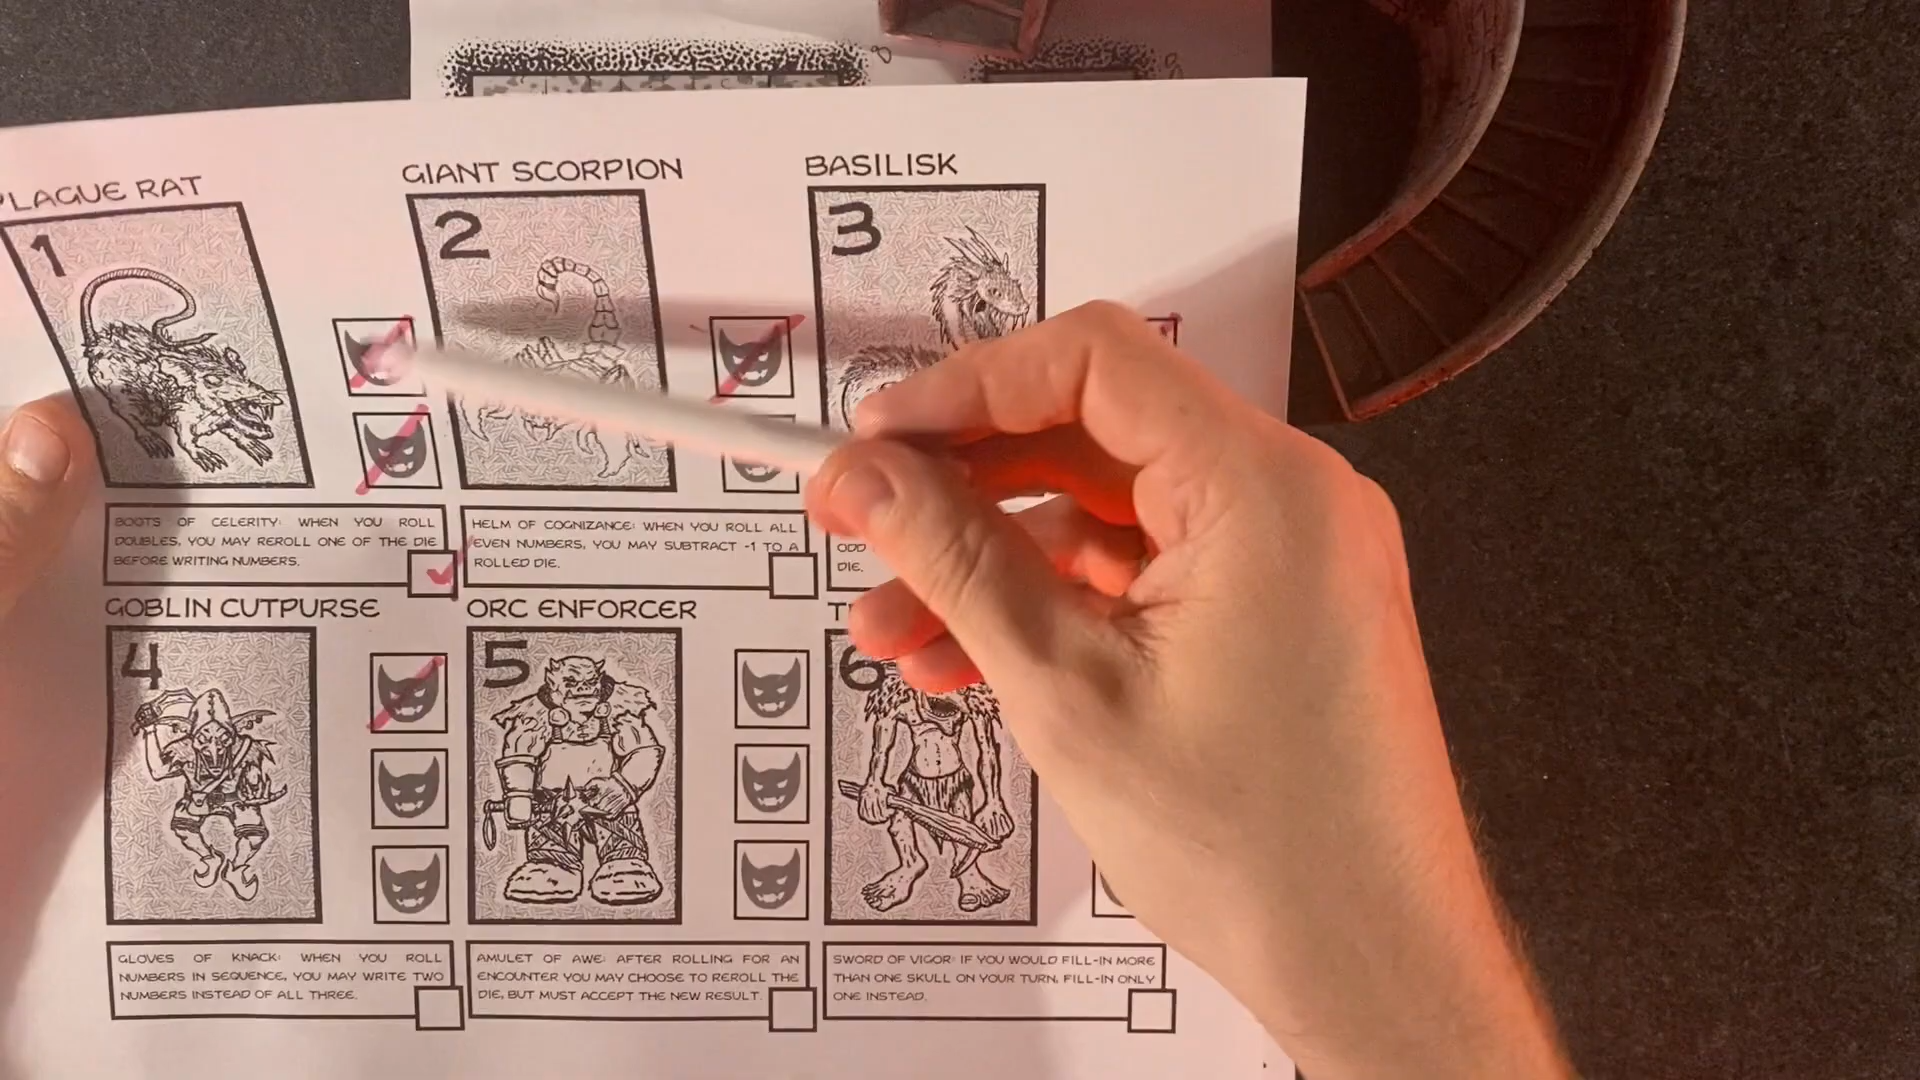 PLAGUE RAT
GIANT SCORPION
BASILISK
1
2
3
BOOTS OF CELERITY: WHEN YOU ROLL
DOUBLES, YOU MAY REROLL ONE OF THE DIE
BEFORE WRITING NUMBERS.
HELM OF COGNIZANCE: WHEN YOU ROLL ALL
EVEN NUMBERS, YOU MAY SUBTRACT -1 TO A
ROLLED DIE.
ODD
DIE.
GOBLIN CUTPURSE
ORC ENFORCER
4
5
6
GLOVES OF KNACK: WHEN YOU ROLL
NUMBERS IN SEQUENCE, YOU MAY WRITE TWO
NUMBERS INSTEAD OF ALL THREE.
AMULET OF AWE: AFTER ROLLING FOR AN
ENCOUNTER YOU MAY CHOOSE TO REROLL THE
DIE, BUT MUST ACCEPT THE NEW RESULT.
SWORD OF VIGOR: IF YOU WOULD FILL-IN MORE
THAN ONE SKULL ON YOUR TURN, FILL-IN ONLY
ONE INSTEAD.